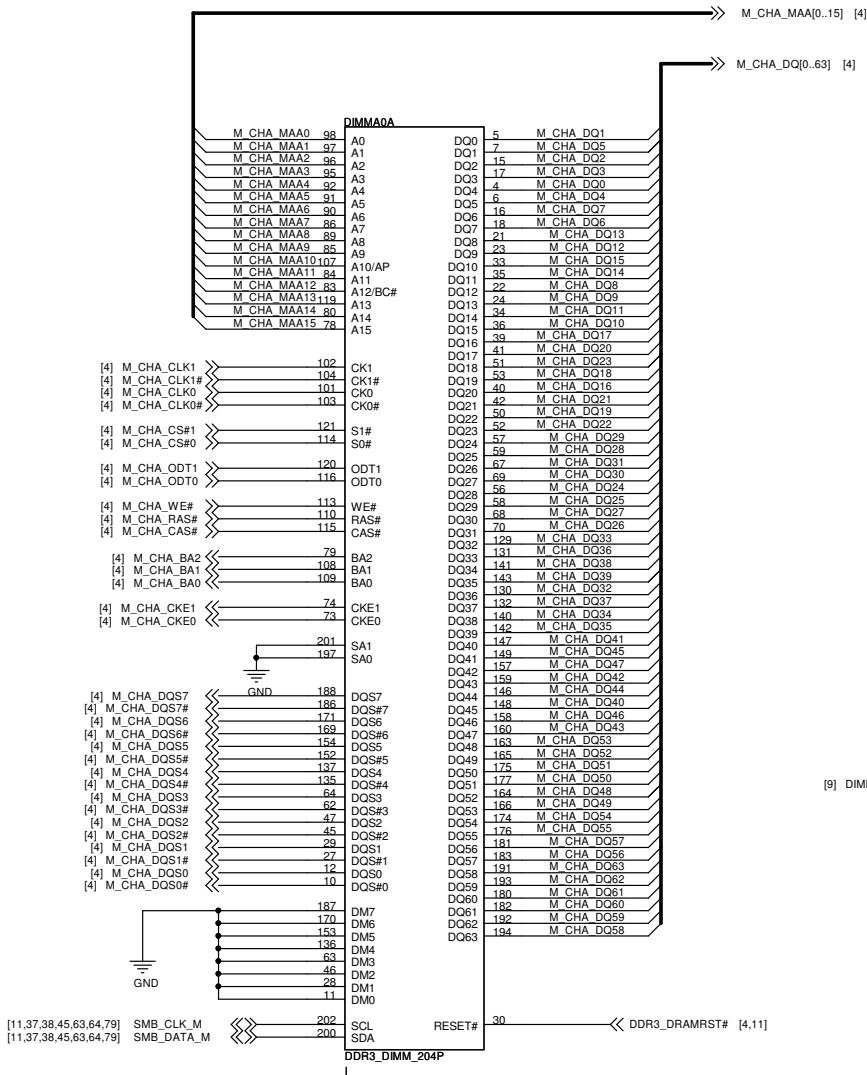 M_CHA_MAA[0..15] [4]
M_CHA_DQ[0..63] [4]
DIMMA0A
M_CHA_MAA0 98 A0 DQ0 5 M_CHA_DQ1
M_CHA_MAA1 97 A1 DQ1 7 M_CHA_DQ5
M_CHA_MAA2 96 A2 DQ2 15 M_CHA_DQ2
M_CHA_MAA3 95 A3 DQ3 17 M_CHA_DQ3
M_CHA_MAA4 92 A4 DQ4 4 M_CHA_DQ0
M_CHA_MAA5 91 A5 DQ5 6 M_CHA_DQ4
M_CHA_MAA6 90 A6 DQ6 16 M_CHA_DQ7
M_CHA_MAA7 86 A7 DQ7 18 M_CHA_DQ6
M_CHA_MAA8 89 A8 DQ8 21 M_CHA_DQ13
M_CHA_MAA9 85 A9 DQ9 23 M_CHA_DQ12
M_CHA_MAA10 107 A10/AP DQ10 33 M_CHA_DQ15
M_CHA_MAA11 84 A11 DQ11 35 M_CHA_DQ14
M_CHA_MAA12 83 A12/BC# DQ12 22 M_CHA_DQ8
M_CHA_MAA13 119 A13 DQ13 24 M_CHA_DQ9
M_CHA_MAA14 80 A14 DQ14 34 M_CHA_DQ11
M_CHA_MAA15 78 A15 DQ15 36 M_CHA_DQ10
DQ16 39 M_CHA_DQ17
DQ17 41 M_CHA_DQ20
[4] M_CHA_CLK1 102 CK1 DQ18 51 M_CHA_DQ23
[4] M_CHA_CLK1# 104 CK1# DQ19 53 M_CHA_DQ18
[4] M_CHA_CLK0 101 CK0 DQ20 40 M_CHA_DQ16
[4] M_CHA_CLK0# 103 CK0# DQ21 42 M_CHA_DQ21
DQ22 50 M_CHA_DQ19
[4] M_CHA_CS#1 121 S1# DQ23 52 M_CHA_DQ22
[4] M_CHA_CS#0 114 S0# DQ24 57 M_CHA_DQ29
DQ25 59 M_CHA_DQ28
[4] M_CHA_ODT1 120 ODT1 DQ26 67 M_CHA_DQ31
[4] M_CHA_ODT0 116 ODT0 DQ27 69 M_CHA_DQ30
DQ28 56 M_CHA_DQ24
[4] M_CHA_WE# 113 WE# DQ29 58 M_CHA_DQ25
[4] M_CHA_RAS# 110 RAS# DQ30 68 M_CHA_DQ27
[4] M_CHA_CAS# 115 CAS# DQ31 70 M_CHA_DQ26
DQ32 129 M_CHA_DQ33
[4] M_CHA_BA2 79 BA2 DQ33 131 M_CHA_DQ36
[4] M_CHA_BA1 108 BA1 DQ34 141 M_CHA_DQ38
[4] M_CHA_BA0 109 BA0 DQ35 143 M_CHA_DQ39
DQ36 130 M_CHA_DQ32
[4] M_CHA_CKE1 74 CKE1 DQ37 132 M_CHA_DQ37
[4] M_CHA_CKE0 73 CKE0 DQ38 140 M_CHA_DQ34
DQ39 142 M_CHA_DQ35
201 SA1 DQ40 147 M_CHA_DQ41
197 SA0 DQ41 149 M_CHA_DQ45
DQ42 157 M_CHA_DQ47
GND DQ43 159 M_CHA_DQ42
[4] M_CHA_DQS7 188 DQS7 DQ44 146 M_CHA_DQ44
[4] M_CHA_DQS7# 186 DQS#7 DQ45 148 M_CHA_DQ40
[4] M_CHA_DQS6 171 DQS6 DQ46 158 M_CHA_DQ46
[4] M_CHA_DQS6# 169 DQS#6 DQ47 160 M_CHA_DQ43
[4] M_CHA_DQS5 154 DQS5 DQ48 163 M_CHA_DQ53
[4] M_CHA_DQS5# 152 DQS#5 DQ49 165 M_CHA_DQ52
[4] M_CHA_DQS4 137 DQS4 DQ50 175 M_CHA_DQ51
[4] M_CHA_DQS4# 135 DQS#4 DQ51 177 M_CHA_DQ50
[9] DIM
[4] M_CHA_DQS3 64 DQS3 DQ52 164 M_CHA_DQ48
[4] M_CHA_DQS3# 62 DQS#3 DQ53 166 M_CHA_DQ49
[4] M_CHA_DQS2 47 DQS2 DQ54 174 M_CHA_DQ54
[4] M_CHA_DQS2# 45 DQS#2 DQ55 176 M_CHA_DQ55
[4] M_CHA_DQS1 29 DQS1 DQ56 181 M_CHA_DQ57
[4] M_CHA_DQS1# 27 DQS#1 DQ57 183 M_CHA_DQ56
[4] M_CHA_DQS0 12 DQS0 DQ58 191 M_CHA_DQ63
[4] M_CHA_DQS0# 10 DQS#0 DQ59 193 M_CHA_DQ62
DQ60 180 M_CHA_DQ61
187 DM7 DQ61 182 M_CHA_DQ60
170 DM6 DQ62 192 M_CHA_DQ59
153 DM5 DQ63 194 M_CHA_DQ58
136 DM4
63 DM3
46 DM2
GND
28 DM1
11 DM0
[11,37,38,45,63,64,79] SMB_CLK_M 202 SCL RESET# 30 DDR3_DRAMRST# [4,11]
[11,37,38,45,63,64,79] SMB_DATA_M 200 SDA
DDR3_DIMM_204P